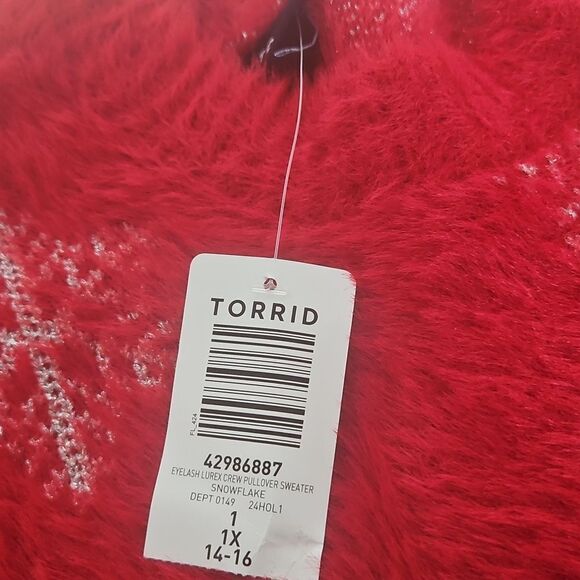 TORRID
FL_424
42986887
EYELASH LUREX CREW PULLOVER SWEATER
SNOWFLAKE
DEPT 0149 24HOL1
1
1X
14-16